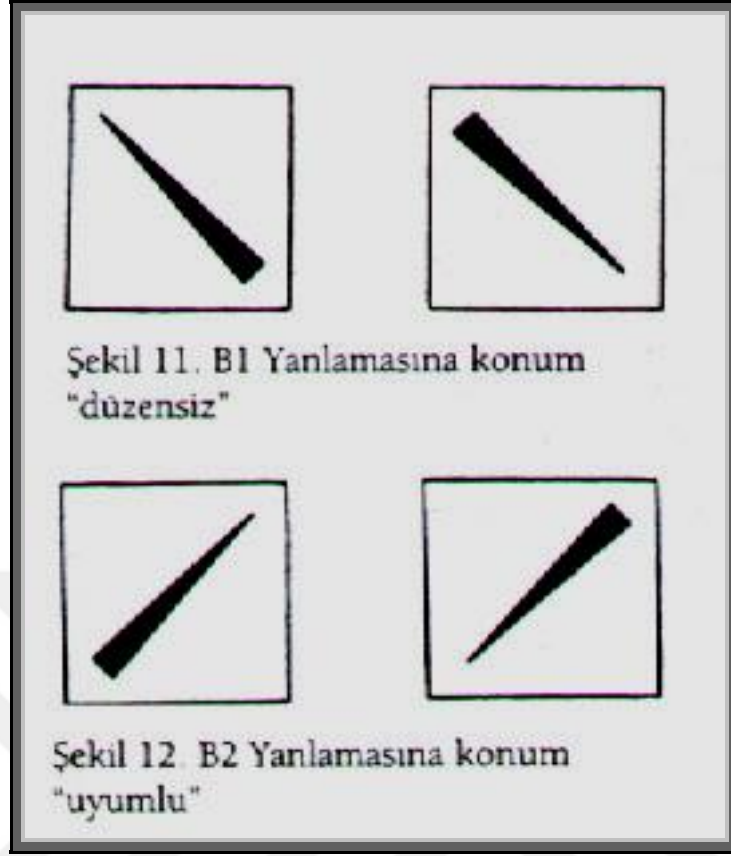 Şekil 11. B1 Yanlamasına konum
“düzensiz”
Şekil 12. B2 Yanlamasına konum
“uyumlu”